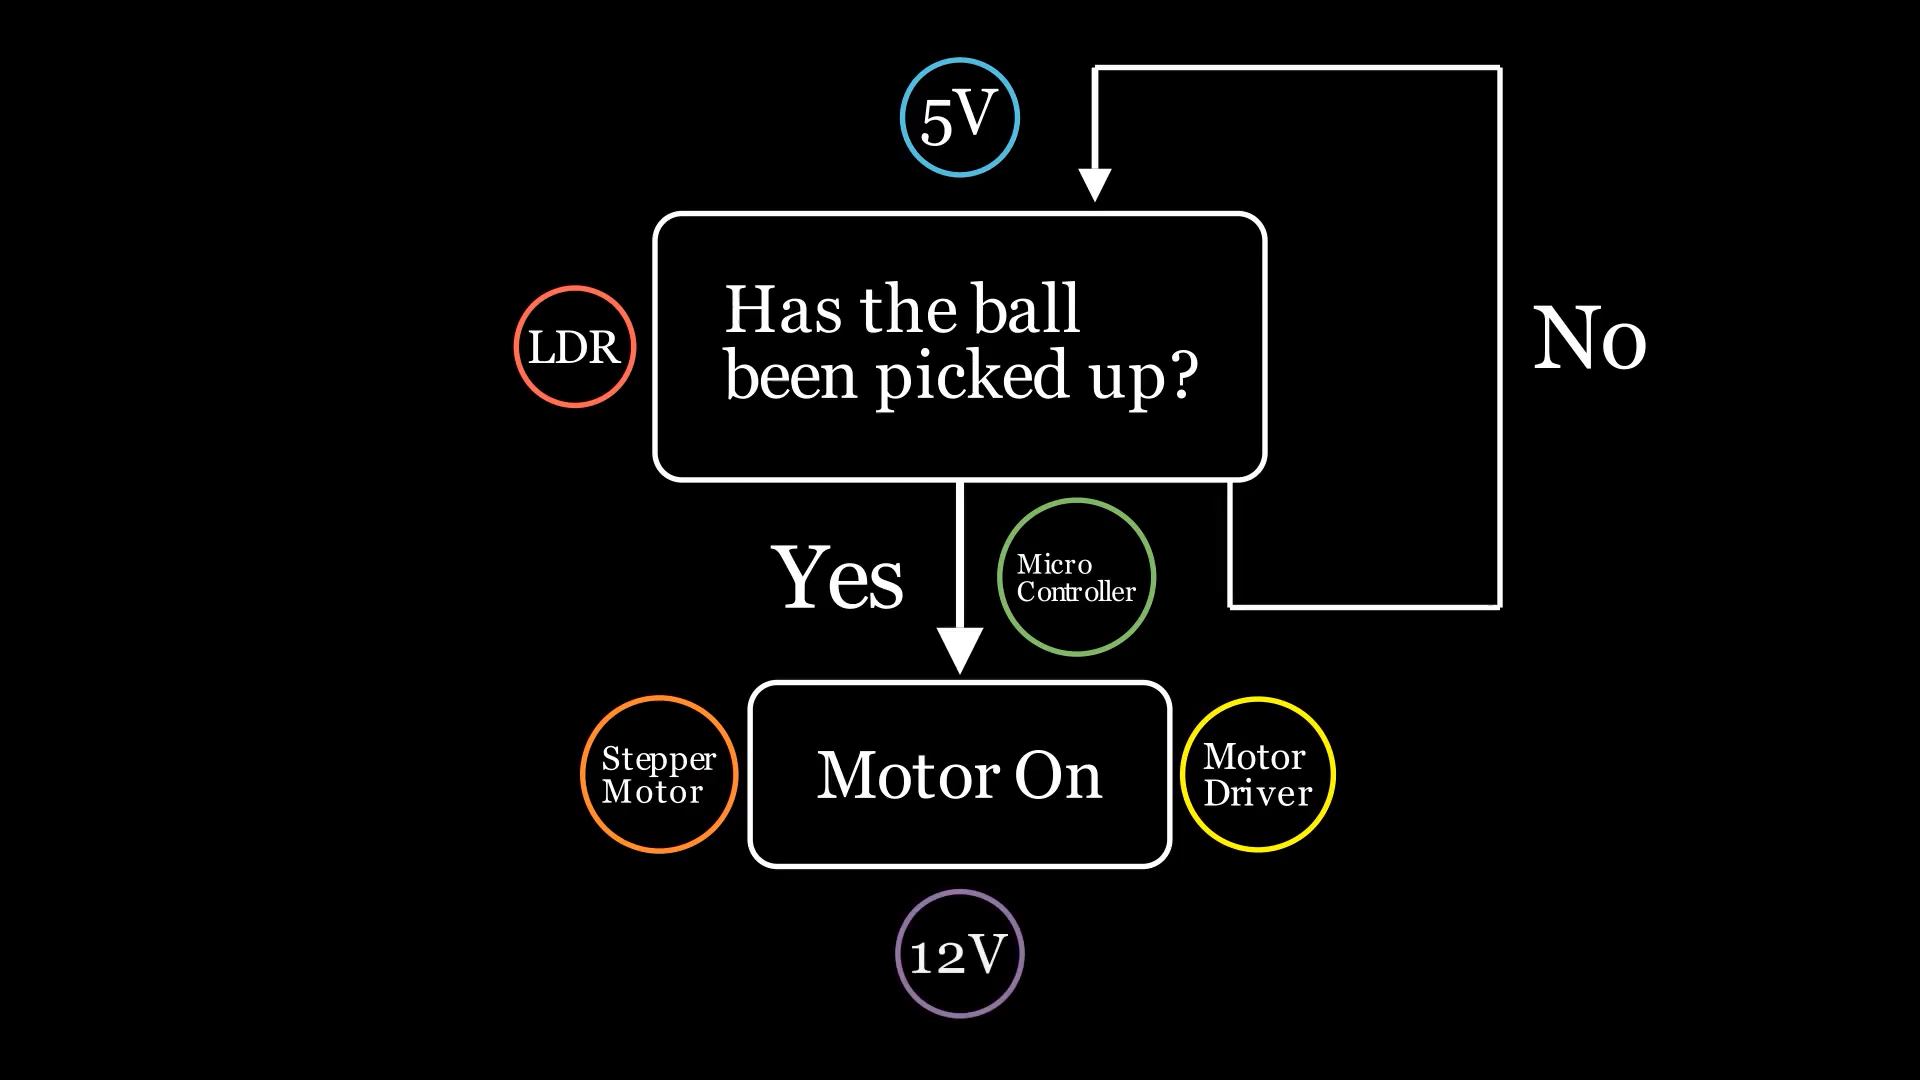 5V
Has the ball
been picked up?
LDR
No
Yes
Micro
Controller
Stepper
Motor
Motor On
Motor
Driver
12V